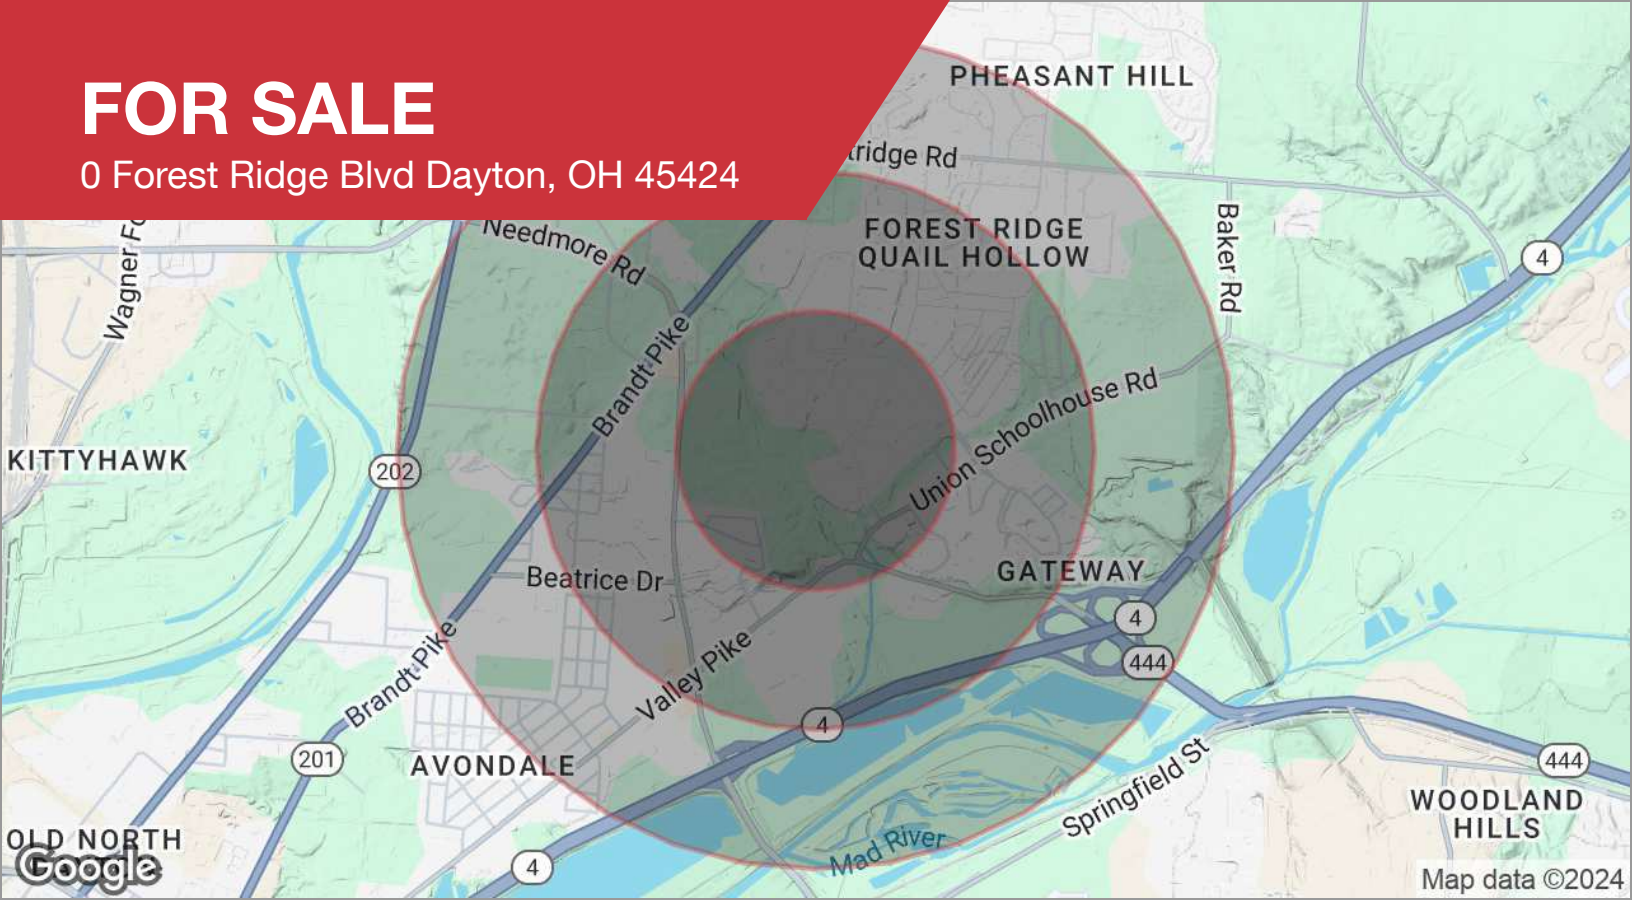 FOR SALE
0 Forest Ridge Blvd Dayton, OH 45424
PHEASANT HILL
Rd
FOREST RIDGE
QUAIL HOLLOW
Needmore Rd
Wagner
Baker Rd
4
Brandt Pike
Union Schoolhouse Rd
KITTYHAWK
202
Beatrice Dr
GATEWAY
4
444
Brandt Pike
Valley Pike
4
201
AVONDALE
Springfield St
444
WOODLAND
HILLS
OLD NORTH
Mad River
4
Google
Map data ©2024